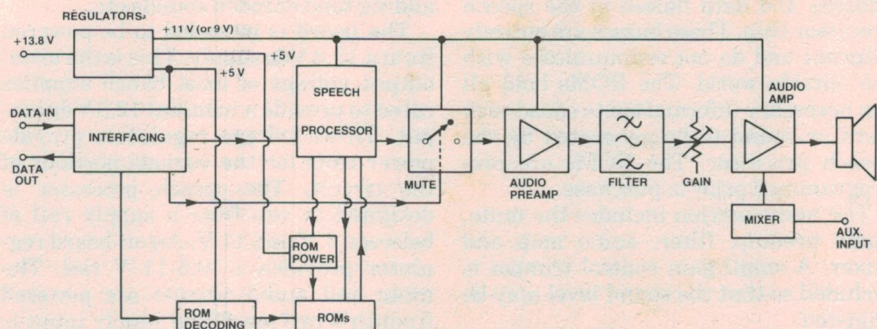 REGULATORS
+13.8 V
+11 V (or 9 V)
+5 V
+5 V
DATA IN
DATA OUT
INTERFACING
SPEECH
PROCESSOR
MUTE
AUDIO
PREAMP
FILTER
GAIN
AUDIO
AMP
MIXER
AUX.
INPUT
ROM
POWER
ROM
DECODING
ROMs